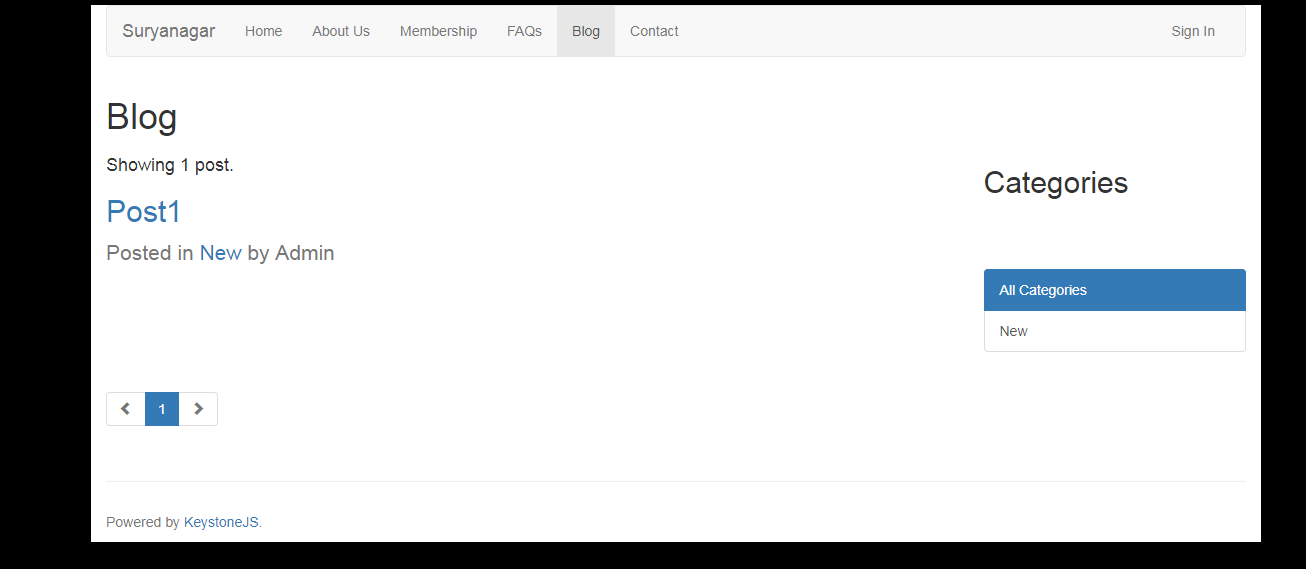 Suryanagar Home About Us Membership FAQs Blog Contact Sign In
Blog
Showing 1 post.
Post1
Posted in New by Admin
Categories
All Categories
New
1
Powered by KeystoneJS.